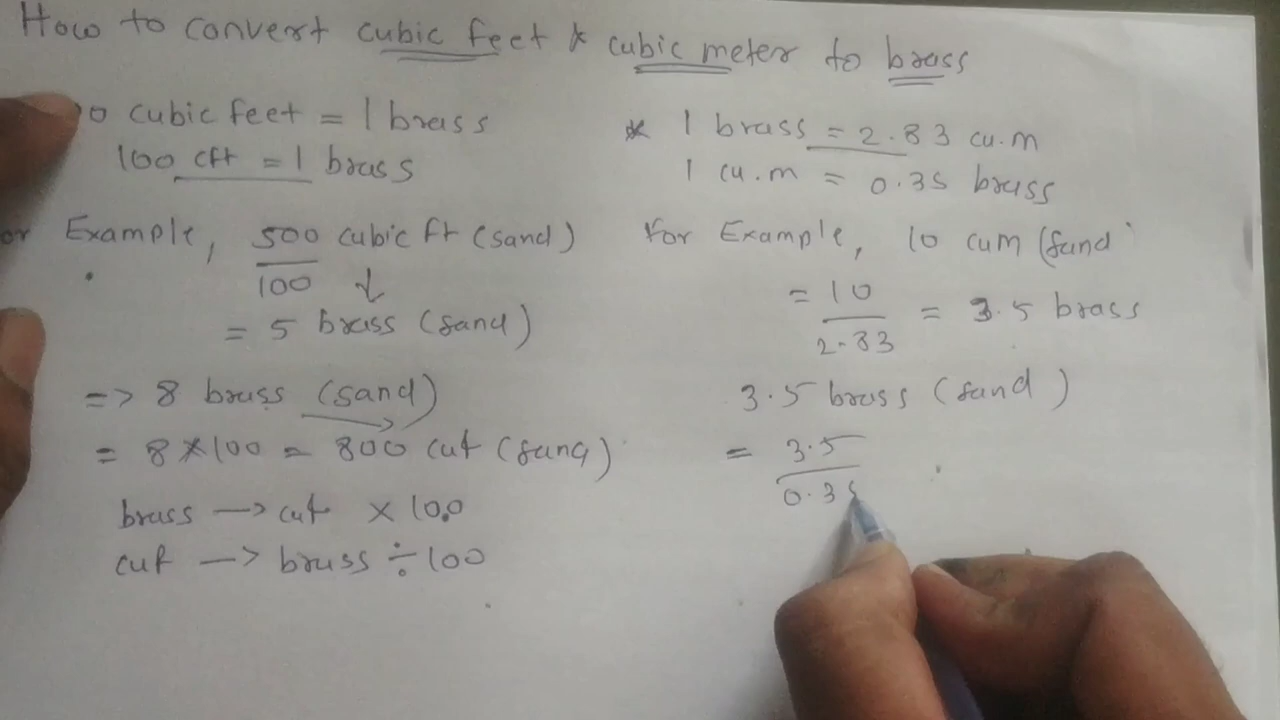 How to convert cubic feet & cubic meter to brass
0 cubic feet = 1 brass
100 cft = 1 brass
or Example, 500 cubic ft (sand)
100
= 5 brass (sand)
=> 8 brass (sand)
= 8*100 = 800 cuf (sand)
brass -> cuf × 100
cuf -> brass ÷ 100
* 1 brass = 2.83 cu.m
1 cu.m = 0.35 brass
For Example, 10 cum (sand
= 10 = 3.5 brass
2.83
3.5 brass (sand)
= 3.5
0.35